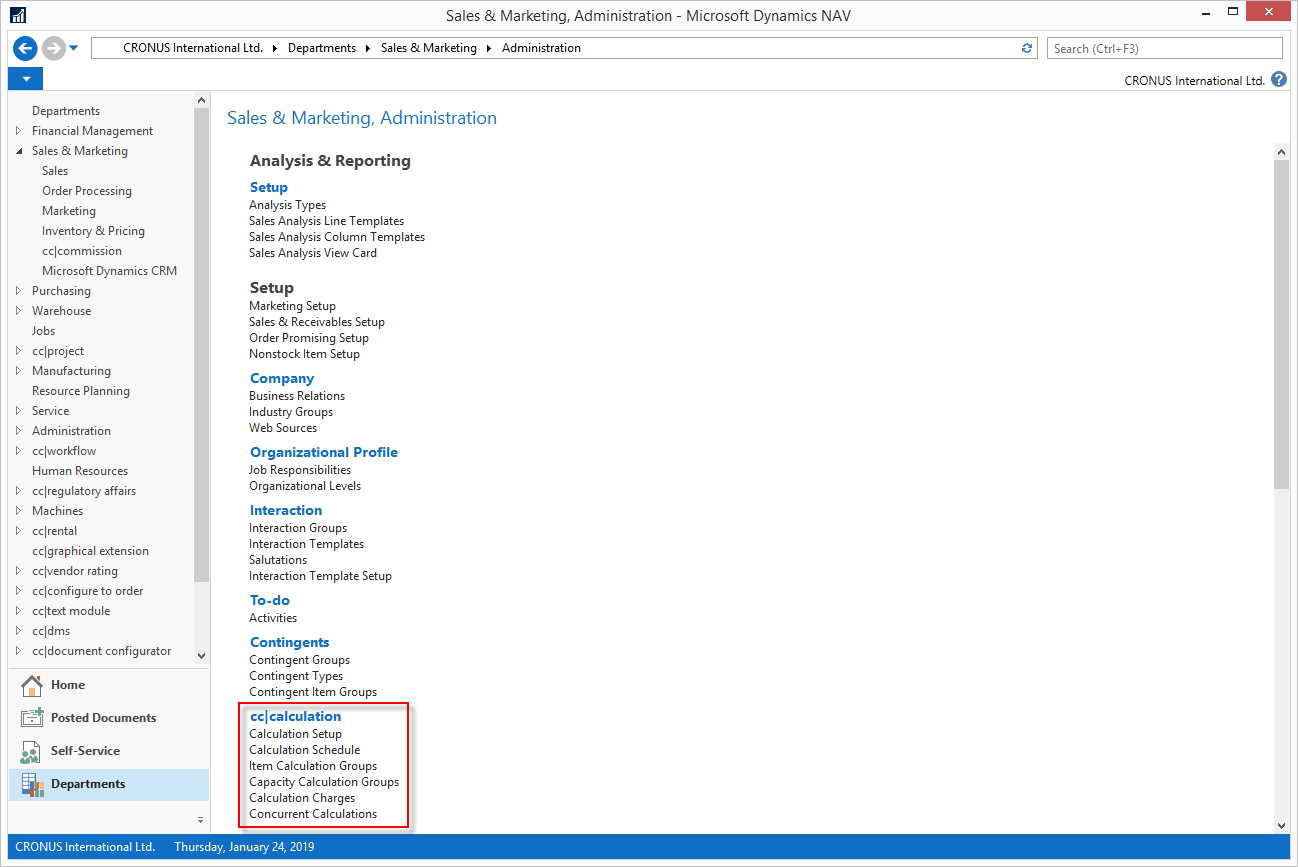 Sales & Marketing, Administration - Microsoft Dynamics NAV
CRONUS International Ltd. Departments Sales & Marketing Administration
Search (Ctrl+F3)
CRONUS International Ltd. ?
Departments
Financial Management
Sales & Marketing
Sales
Order Processing
Marketing
Inventory & Pricing
cc|commission
Microsoft Dynamics CRM
Purchasing
Warehouse
Jobs
cc|project
Manufacturing
Resource Planning
Service
Administration
cc|workflow
Human Resources
cc|regulatory affairs
Machines
cc|rental
cc|graphical extension
cc|vendor rating
cc|configure to order
cc|text module
cc|dms
cc|document configurator
Home
Posted Documents
Self-Service
Departments
Sales & Marketing, Administration
Analysis & Reporting
Setup
Analysis Types
Sales Analysis Line Templates
Sales Analysis Column Templates
Sales Analysis View Card
Setup
Marketing Setup
Sales & Receivables Setup
Order Promising Setup
Nonstock Item Setup
Company
Business Relations
Industry Groups
Web Sources
Organizational Profile
Job Responsibilities
Organizational Levels
Interaction
Interaction Groups
Interaction Templates
Salutations
Interaction Template Setup
To-do
Activities
Contingents
Contingent Groups
Contingent Types
Contingent Item Groups
cc|calculation
Calculation Setup
Calculation Schedule
Item Calculation Groups
Capacity Calculation Groups
Calculation Charges
Concurrent Calculations
CRONUS International Ltd. Thursday, January 24, 2019